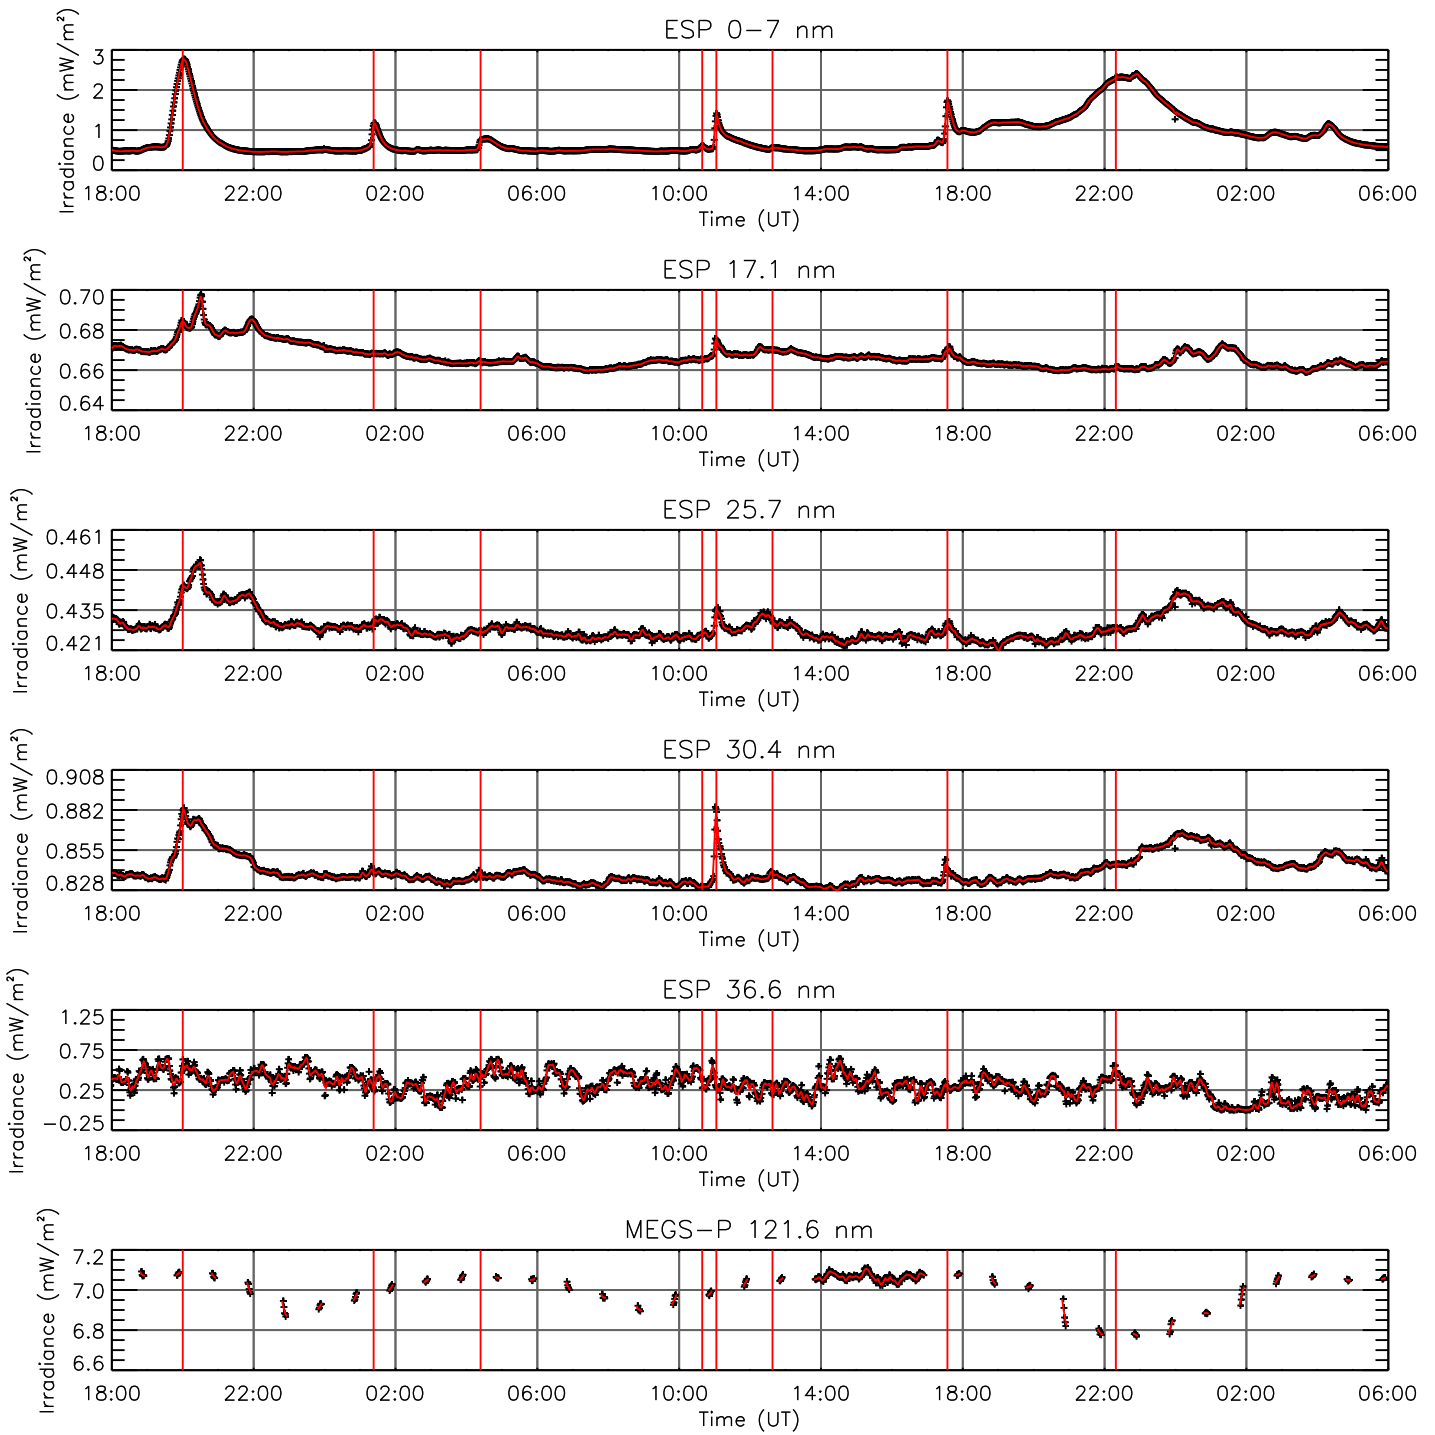 ESP 0-7 nm
Irradiance (mW/m²)
3
2
1
0
18:00 22:00 02:00 06:00 10:00 14:00 18:00 22:00 02:00 06:00
Time (UT)
ESP 17.1 nm
Irradiance (mW/m²)
0.70
0.68
0.66
0.64
18:00 22:00 02:00 06:00 10:00 14:00 18:00 22:00 02:00 06:00
Time (UT)
ESP 25.7 nm
Irradiance (mW/m²)
0.461
0.448
0.435
0.421
18:00 22:00 02:00 06:00 10:00 14:00 18:00 22:00 02:00 06:00
Time (UT)
ESP 30.4 nm
Irradiance (mW/m²)
0.908
0.882
0.855
0.828
18:00 22:00 02:00 06:00 10:00 14:00 18:00 22:00 02:00 06:00
Time (UT)
ESP 36.6 nm
Irradiance (mW/m²)
1.25
0.75
0.25
-0.25
18:00 22:00 02:00 06:00 10:00 14:00 18:00 22:00 02:00 06:00
Time (UT)
MEGS-P 121.6 nm
Irradiance (mW/m²)
7.2
7.0
6.8
6.6
18:00 22:00 02:00 06:00 10:00 14:00 18:00 22:00 02:00 06:00
Time (UT)